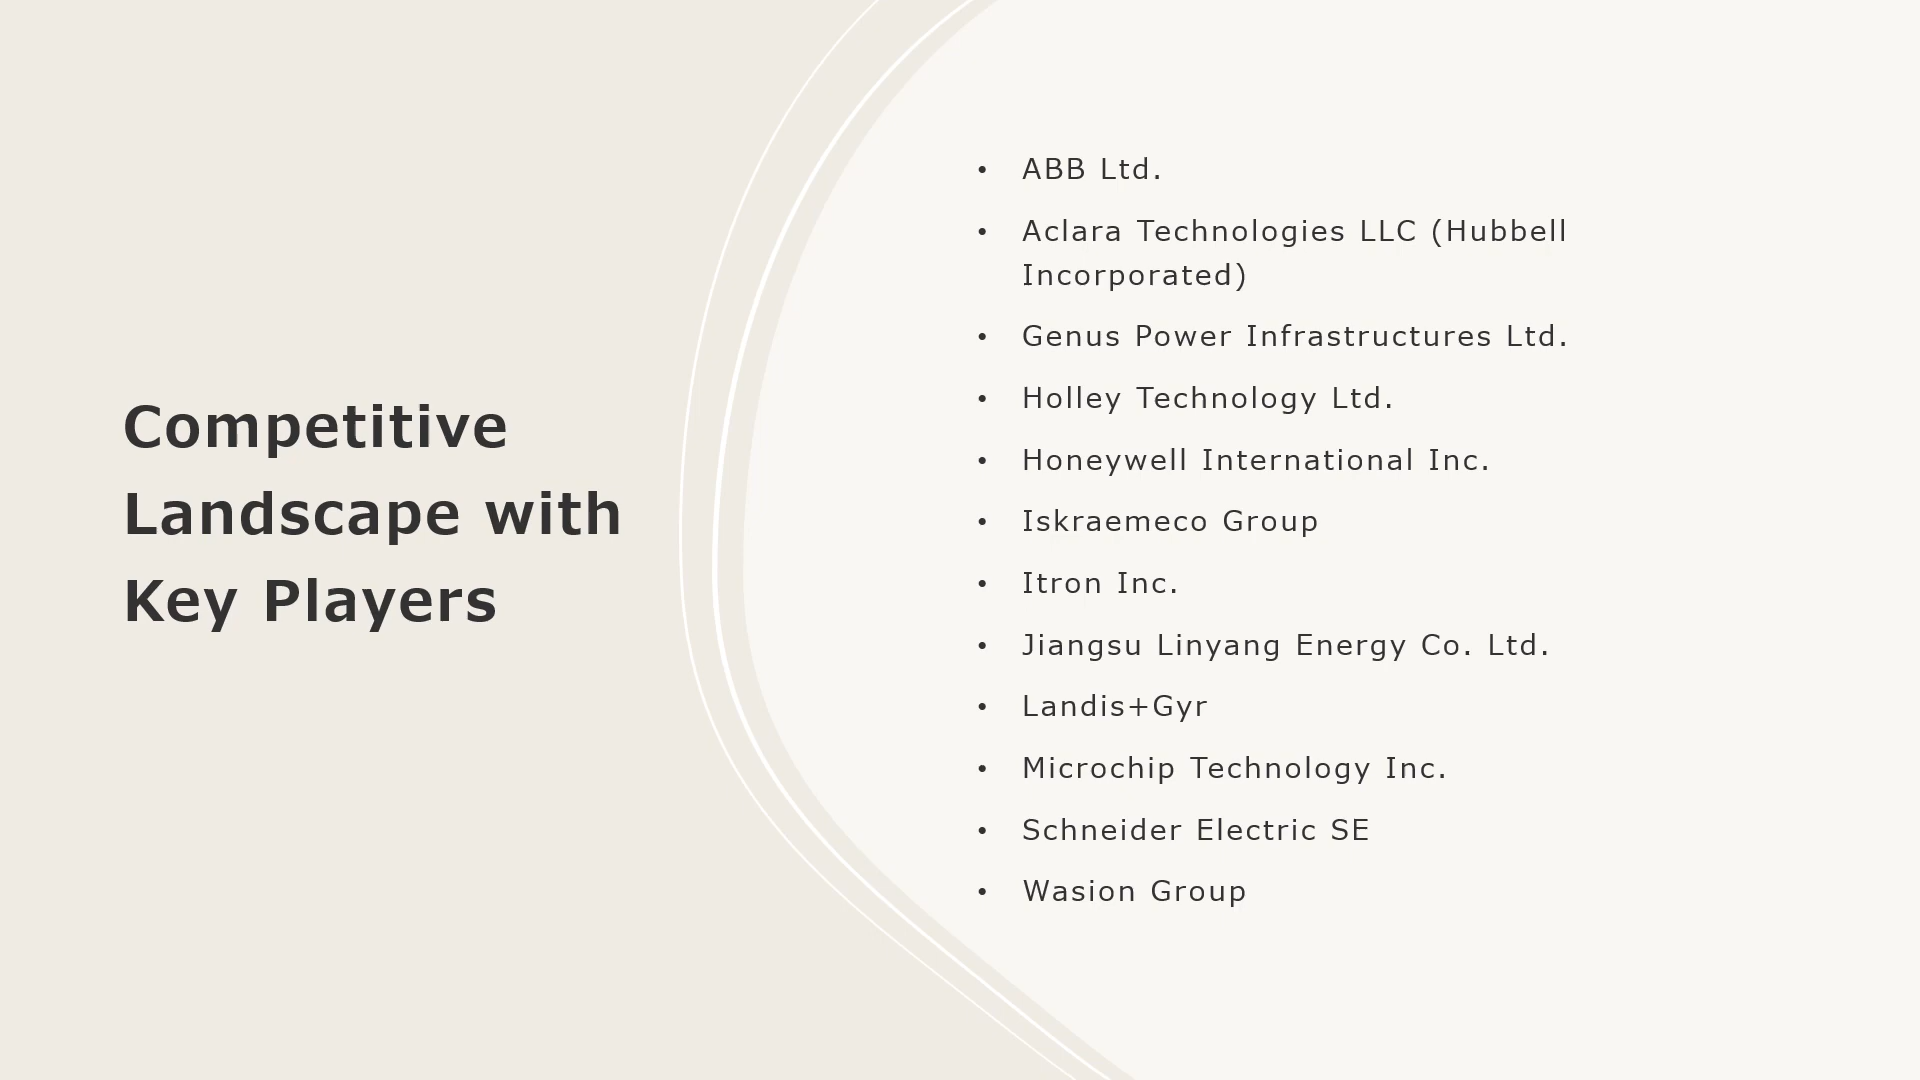 Competitive
Landscape with
Key Players
• ABB Ltd.
• Aclara Technologies LLC (Hubbell
Incorporated)
• Genus Power Infrastructures Ltd.
• Holley Technology Ltd.
• Honeywell International Inc.
• Iskraemeco Group
• Itron Inc.
• Jiangsu Linyang Energy Co. Ltd.
• Landis+Gyr
• Microchip Technology Inc.
• Schneider Electric SE
• Wasion Group